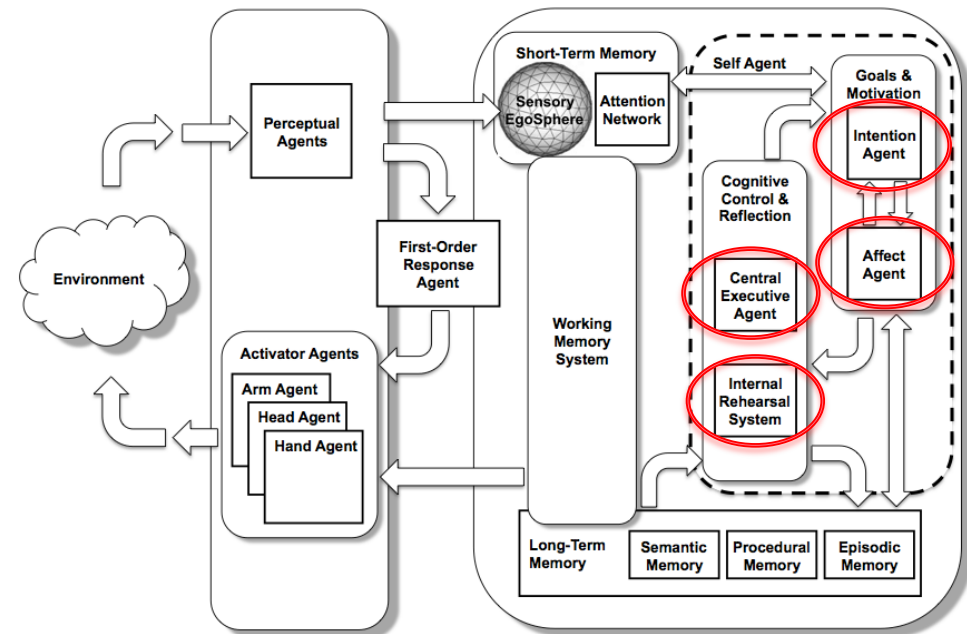 Short-Term Memory
Sensory
EgoSphere
Attention
Network
Self Agent
Goals &
Motivation
Intention
Agent
Perceptual
Agents
Cognitive
Control &
Reflection
First-Order
Response
Agent
Affect
Agent
Environment
Central
Executive
Agent
Working
Memory
System
Activator Agents
Arm Agent
Head Agent
Hand Agent
Internal
Rehearsal
System
Long-Term
Memory
Semantic
Memory
Procedural
Memory
Episodic
Memory